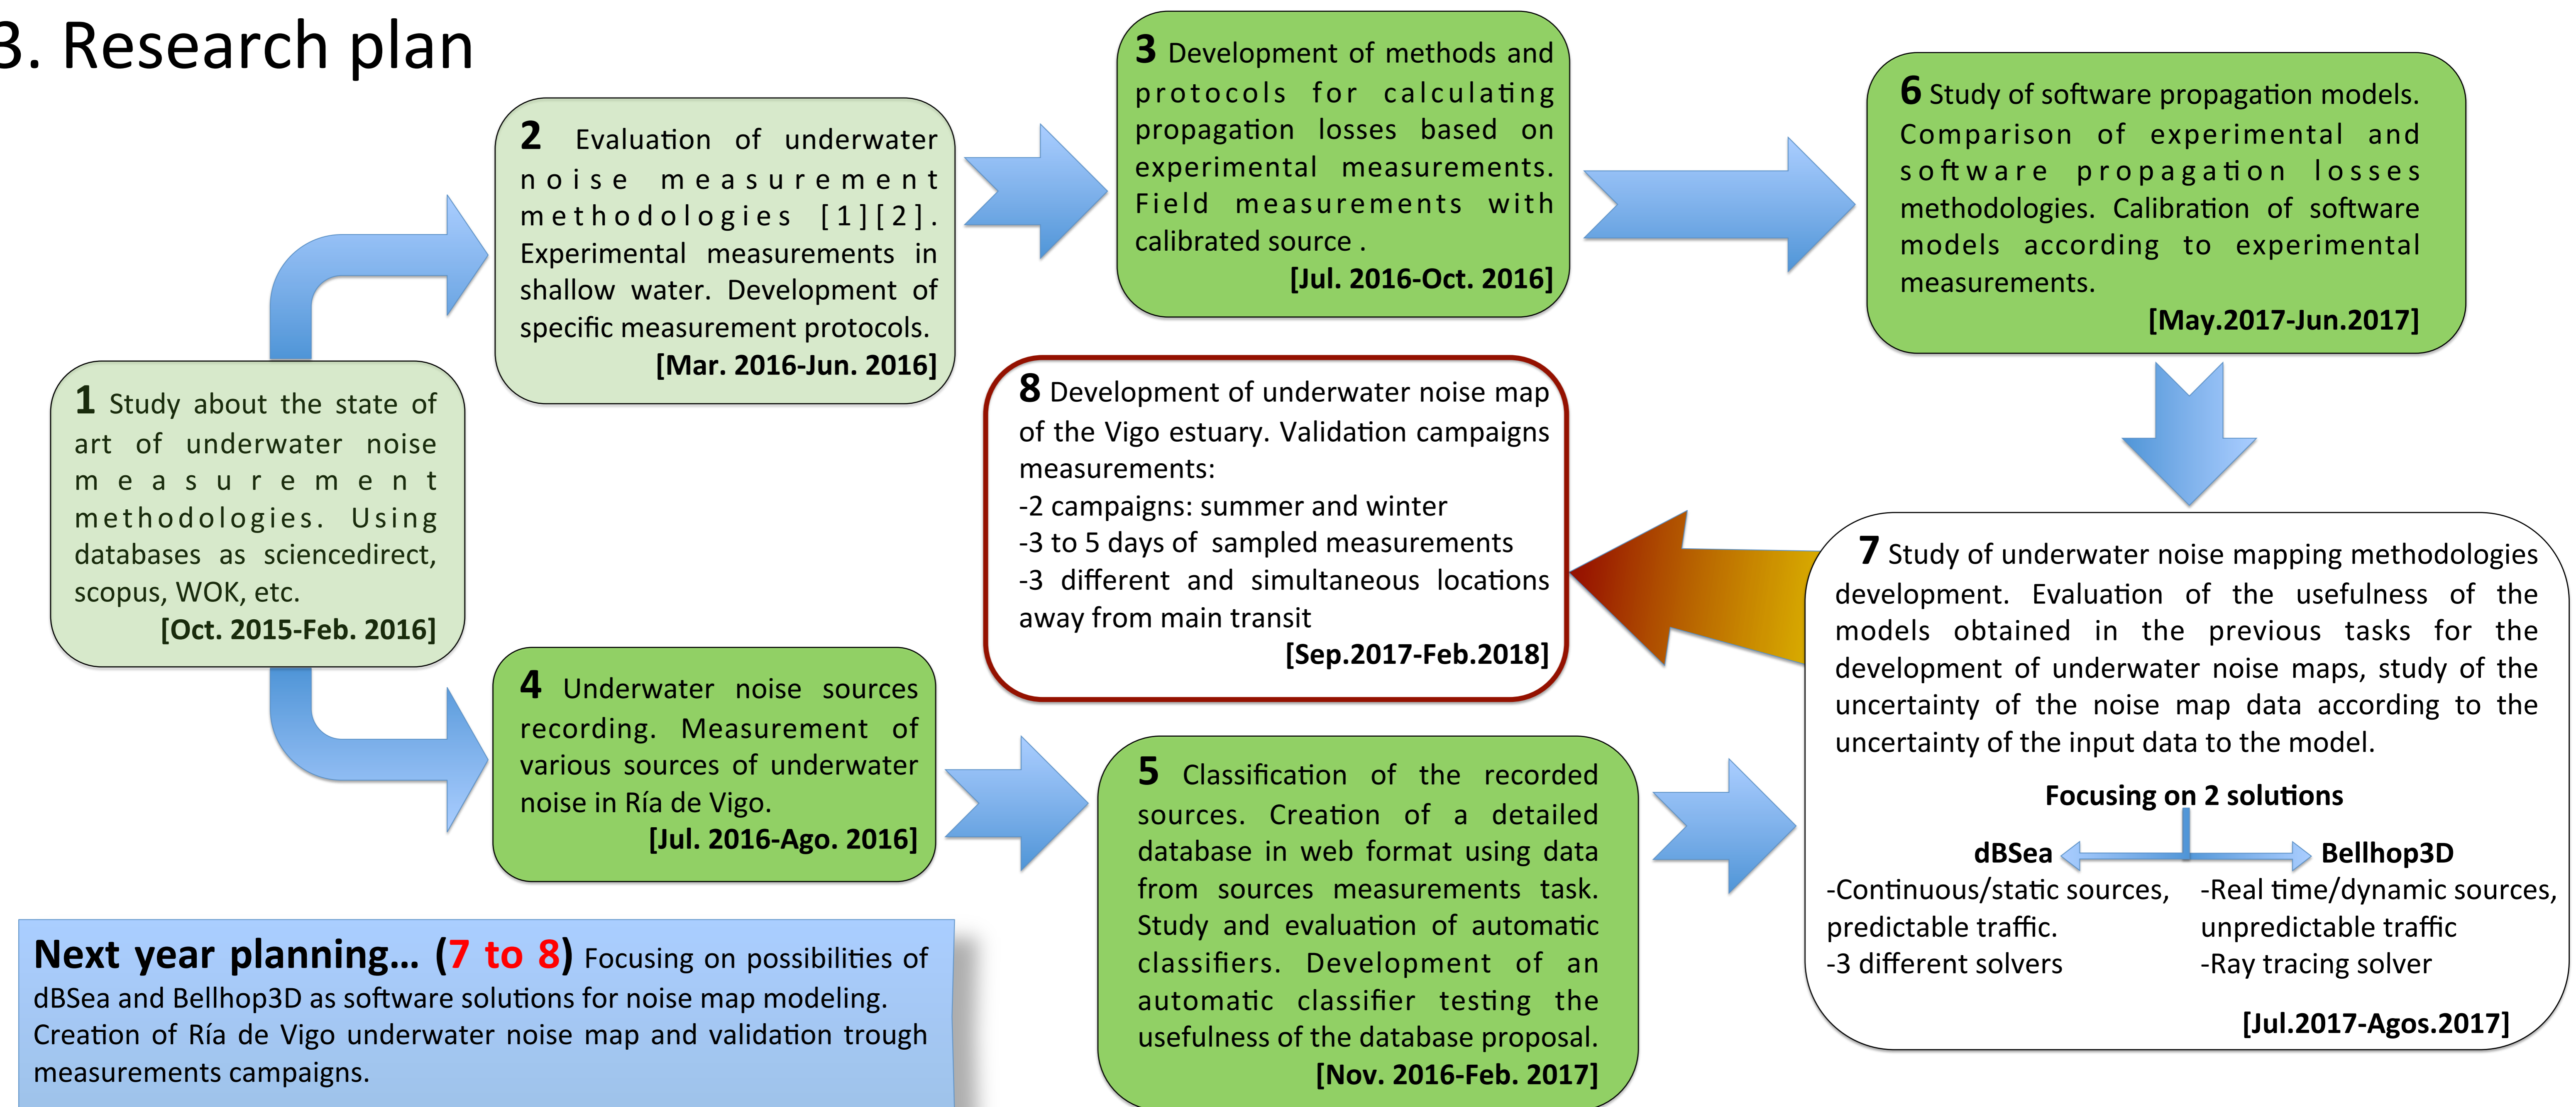 3. Research plan
1 Study about the state of
art of underwater noise
measurement
methodologies. Using
databases as sciencedirect,
scopus, WOK, etc.
[Oct. 2015-Feb. 2016]
2 Evaluation of underwater
noise measurement
methodologies [1][2].
Experimental measurements in
shallow water. Development of
specific measurement protocols.
[Mar. 2016-Jun. 2016]
3 Development of methods and
protocols for calculating
propagation losses based on
experimental measurements.
Field measurements with
calibrated source .
[Jul. 2016-Oct. 2016]
4 Underwater noise sources
recording. Measurement of
various sources of underwater
noise in Ría de Vigo.
[Jul. 2016-Ago. 2016]
5 Classification of the recorded
sources. Creation of a detailed
database in web format using data
from sources measurements task.
Study and evaluation of automatic
classifiers. Development of an
automatic classifier testing the
usefulness of the database proposal.
[Nov. 2016-Feb. 2017]
6 Study of software propagation models.
Comparison of experimental and
software propagation losses
methodologies. Calibration of software
models according to experimental
measurements.
[May.2017-Jun.2017]
7 Study of underwater noise mapping methodologies
development. Evaluation of the usefulness of the
models obtained in the previous tasks for the
development of underwater noise maps, study of the
uncertainty of the noise map data according to the
uncertainty of the input data to the model.
Focusing on 2 solutions
dBSea
-Continuous/static sources,
predictable traffic.
-3 different solvers
Bellhop3D
-Real time/dynamic sources,
unpredictable traffic
-Ray tracing solver
[Jul.2017-Agos.2017]
8 Development of underwater noise map
of the Vigo estuary. Validation campaigns
measurements:
-2 campaigns: summer and winter
-3 to 5 days of sampled measurements
-3 different and simultaneous locations
away from main transit
[Sep.2017-Feb.2018]
Next year planning... (7 to 8) Focusing on possibilities of
dBSea and Bellhop3D as software solutions for noise map modeling.
Creation of Ría de Vigo underwater noise map and validation trough
measurements campaigns.